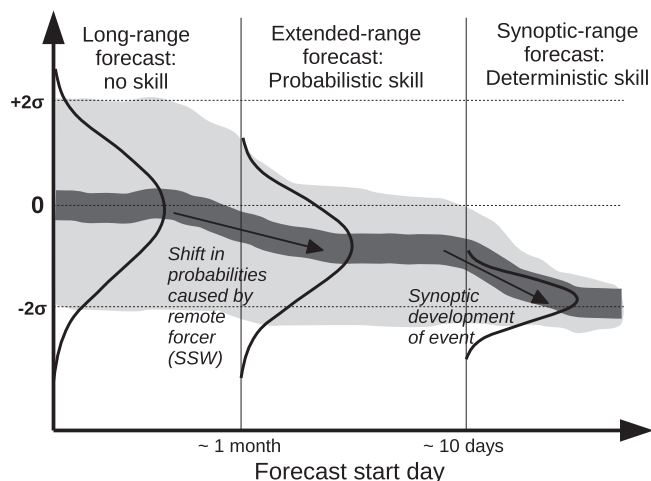 Long-range
forecast:
no skill
Extended-range
forecast:
Probabilistic skill
Synoptic-range
forecast:
Deterministic skill
+2σ
0
-2σ
Shift in
probabilities
caused by
remote
forcer
(SSW)
Synoptic
development
of event
~ 1 month
~ 10 days
Forecast start day